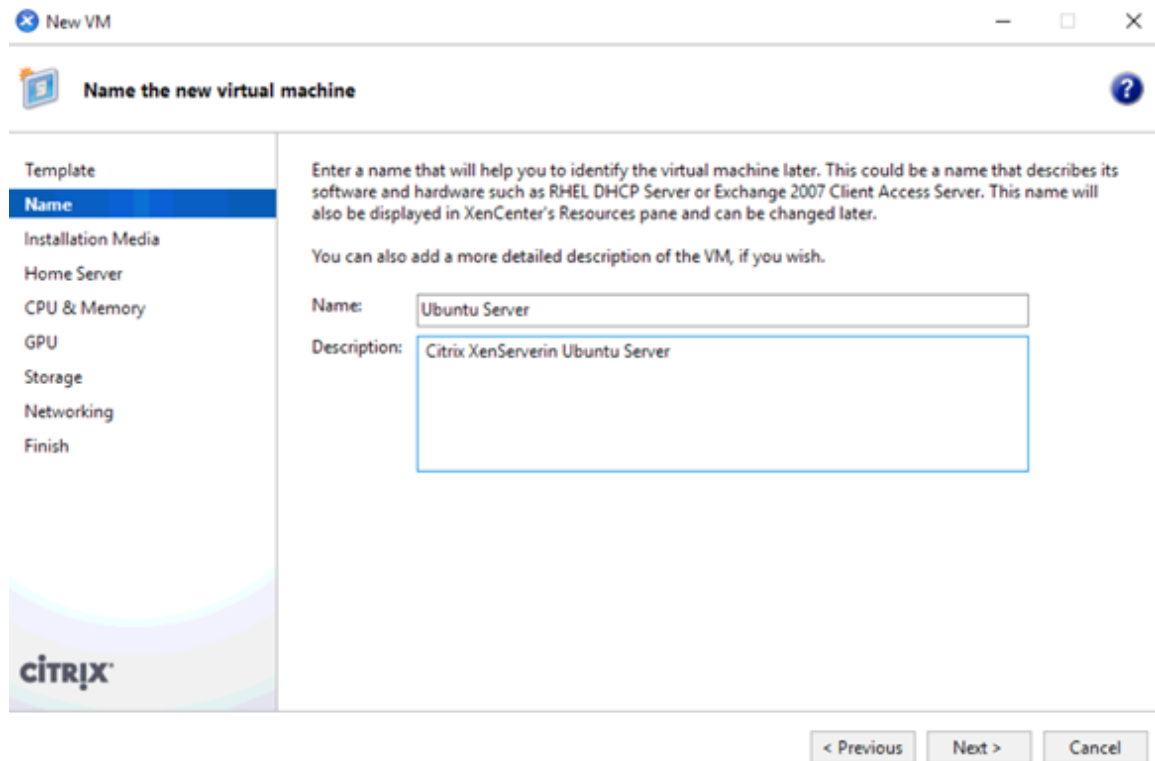 New VM
Name the new virtual machine
?
Template
Name
Installation Media
Home Server
CPU & Memory
GPU
Storage
Networking
Finish
Enter a name that will help you to identify the virtual machine later. This could be a name that describes its
software and hardware such as RHEL DHCP Server or Exchange 2007 Client Access Server. This name will
also be displayed in XenCenter's Resources pane and can be changed later.
You can also add a more detailed description of the VM, if you wish.
Name: Ubuntu Server
Description: Citrix XenServerin Ubuntu Server
CITRIX
< Previous Next > Cancel